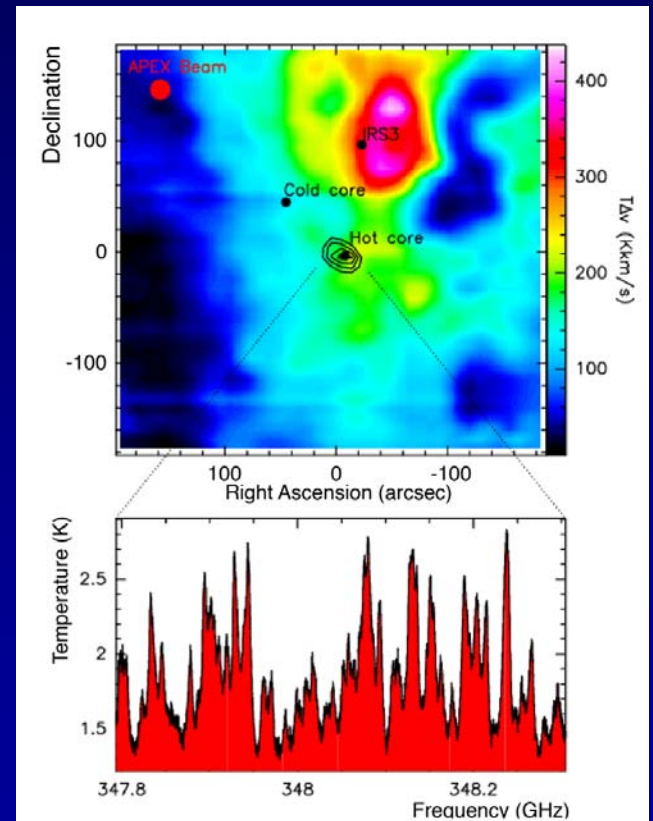 APEX Beam
Declination
IRS3
Cold core
Hot core
100
0
-100
100
0
-100
Right Ascension (arcsec)
400
300
200
100
TΔv (Kkm/s)
Temperature (K)
2.5
2
1.5
347.8
348
348.2
Frequency (GHz)